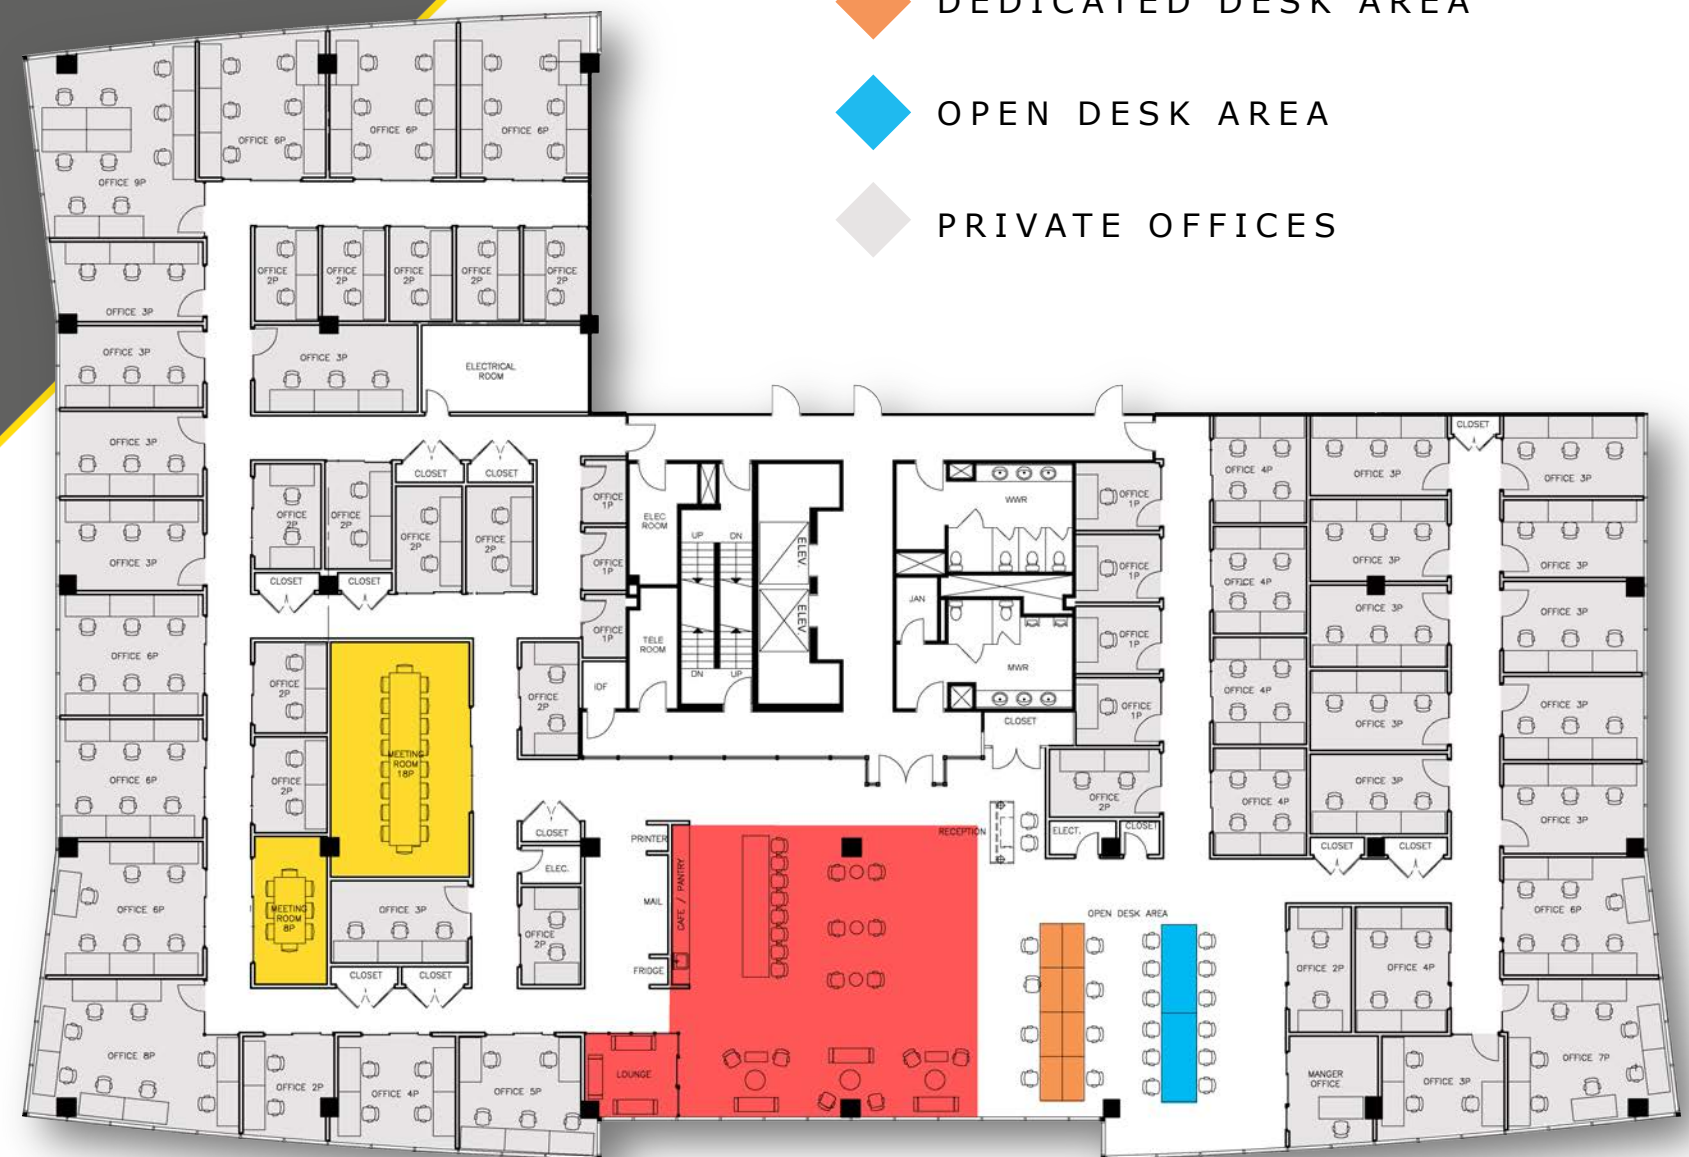 DEDICATED DESK AREA
OPEN DESK AREA
PRIVATE OFFICES
OFFICE 9P
OFFICE 6P
OFFICE 6P
OFFICE 6P
OFFICE
2P
OFFICE
2P
OFFICE
2P
OFFICE
2P
OFFICE
2P
OFFICE 3P
OFFICE 3P
OFFICE 3P
ELECTRICAL
ROOM
OFFICE 3P
OFFICE 3P
CLOSET
CLOSET
OFFICE
2P
OFFICE
2P
OFFICE
2P
OFFICE
2P
CLOSET
CLOSET
OFFICE
1P
OFFICE
1P
OFFICE
1P
ELEC
ROOM
TELE
ROOM
IDF
UP
DN
DN
UP
ELEV.
ELEV.
WWR
JAN
MWR
CLOSET
OFFICE
1P
OFFICE
1P
OFFICE
1P
OFFICE
1P
OFFICE
2P
ELECT.
CLOSET
OFFICE 4P
OFFICE 4P
OFFICE 4P
OFFICE 4P
OFFICE 3P
OFFICE 3P
OFFICE 3P
OFFICE 3P
OFFICE 3P
CLOSET
CLOSET
CLOSET
OFFICE 3P
OFFICE 3P
OFFICE 3P
OFFICE 3P
OFFICE 3P
OFFICE 6P
OFFICE 6P
OFFICE 6P
OFFICE 6P
OFFICE
2P
OFFICE
2P
MEETING
ROOM
18P
MEETING
ROOM
8P
OFFICE 3P
CLOSET
CLOSET
OFFICE
2P
CLOSET
ELEC.
OFFICE
2P
PRINTER
MAIL
FRIDGE
CAFE / PANTRY
RECEPTION
OPEN DESK AREA
OFFICE 2P
OFFICE 4P
OFFICE 8P
OFFICE 2P
OFFICE 4P
OFFICE 5P
LOUNGE
MANGER
OFFICE
OFFICE 3P
OFFICE 7P